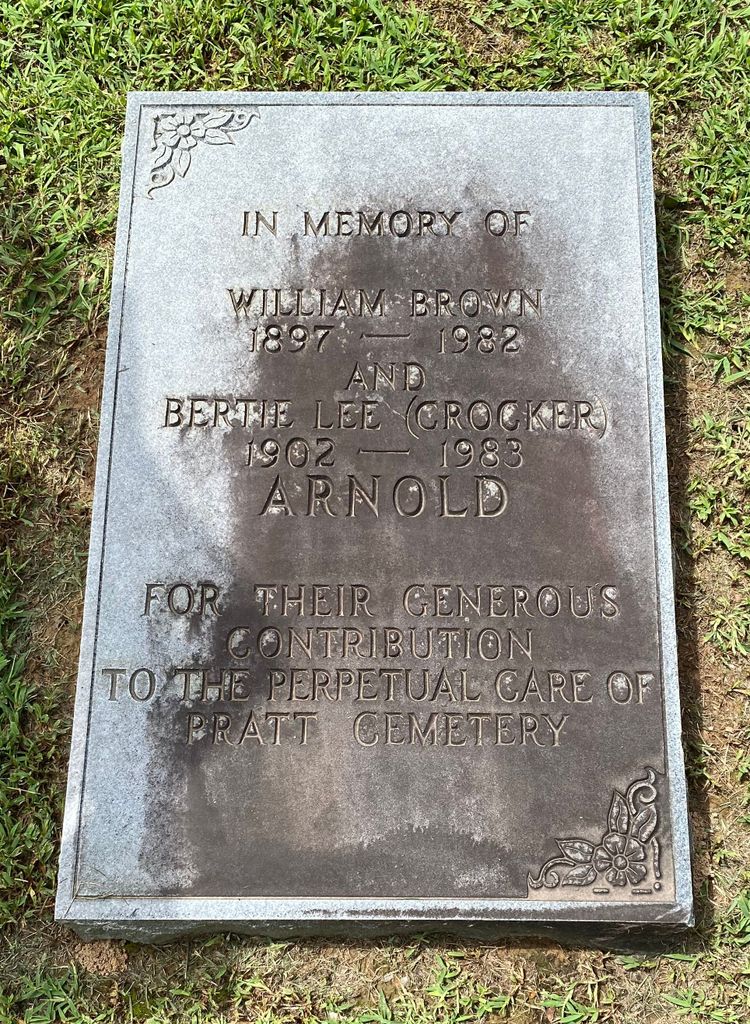 IN MEMORY OF
WILLIAM BROWN
1897 — 1982
AND
BERTIE LEE (CROCKER)
1902 — 1983
ARNOLD
FOR THEIR GENEROUS
CONTRIBUTION
TO THE PERPETUAL CARE OF
PRATT CEMETERY